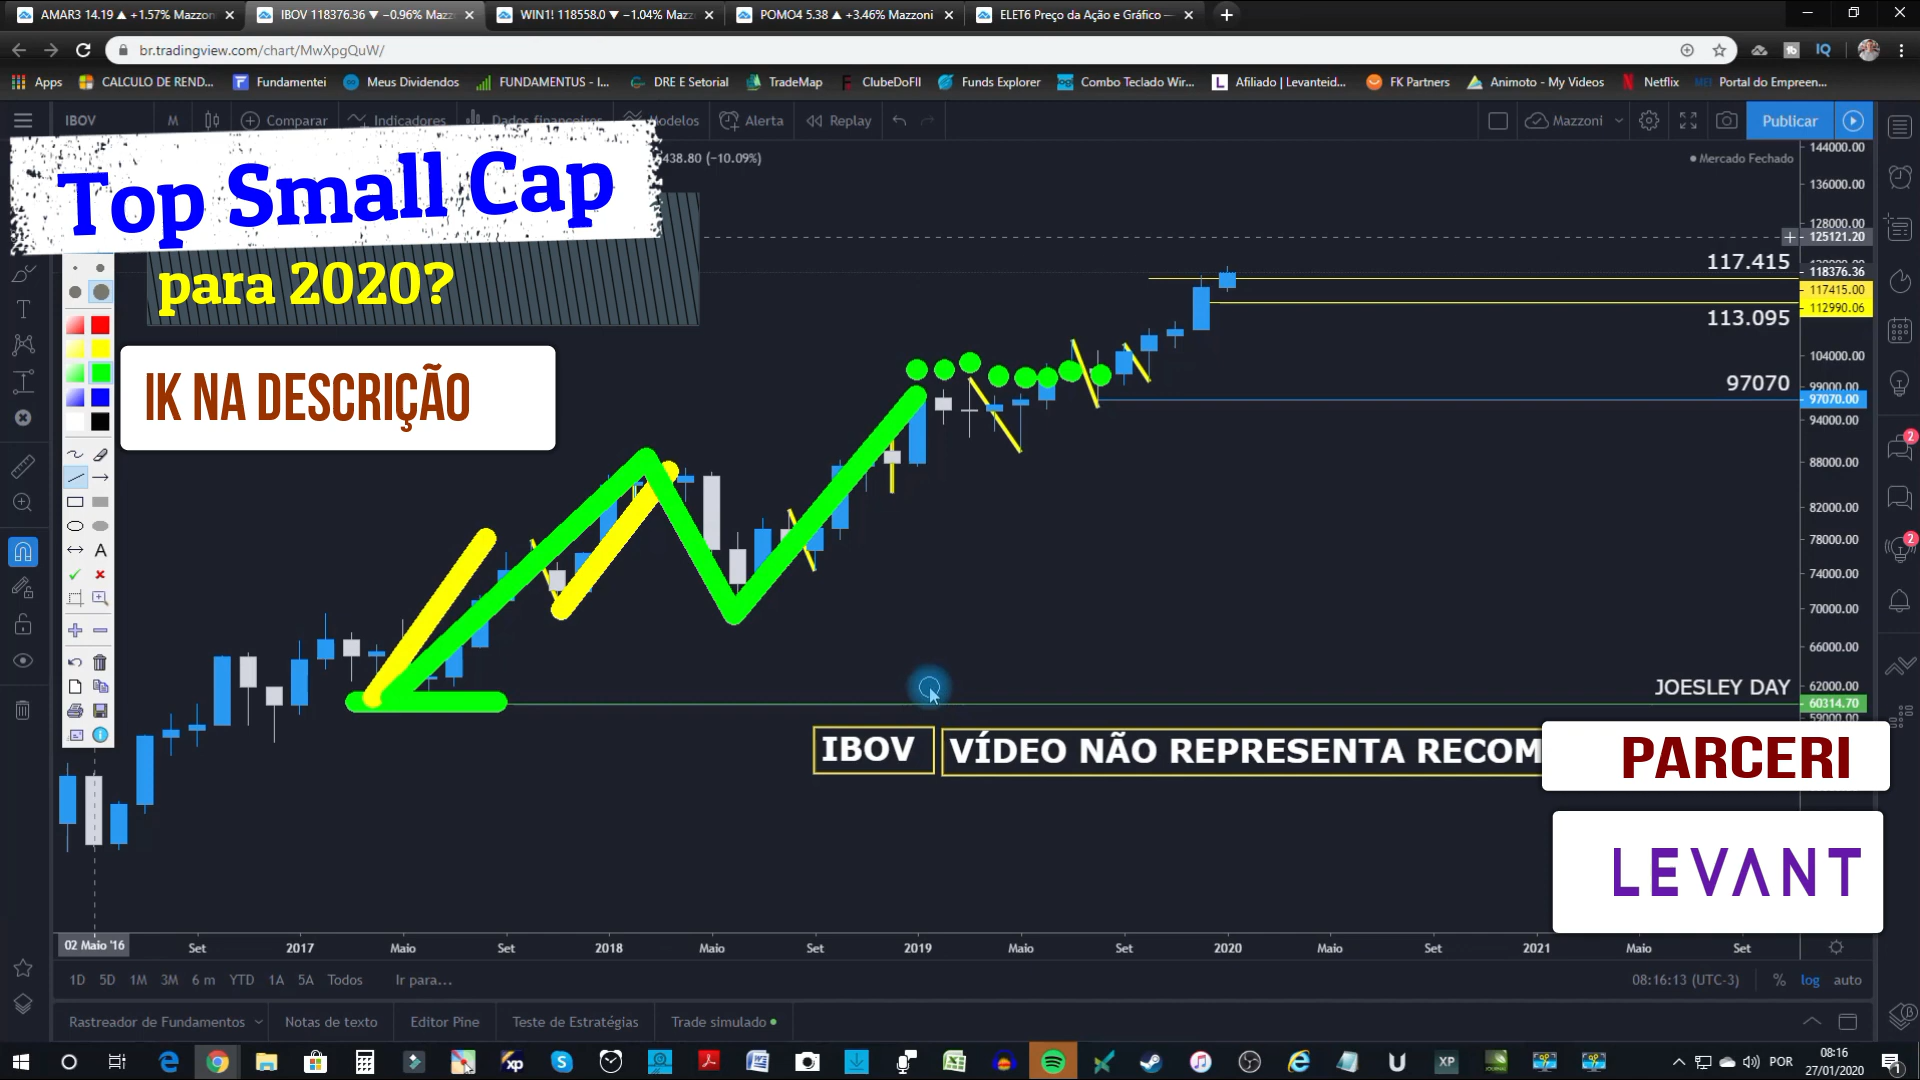 AMAR3 14.19 ▲ +1.57% Mazzon
IBOV 118376.36 ▼ −0.96% Mazz
WIN1! 118558.0 ▼ −1.04% Maz
POMO4 5.38 ▲ +3.46% Mazzoni
ELET6 Preço da Ação e Gráfico
br.tradingview.com/chart/MwXpgQuW/
Apps
CALCULO DE REND...
Fundamentei
Meus Dividendos
FUNDAMENTUS - I...
DRE E Setorial
TradeMap
ClubeDoFII
Funds Explorer
Combo Teclado Wir...
Afiliado | Levanteid...
FK Partners
Animoto - My Videos
Netflix
Portal do Empreen...
IBOV
M
Comparar
Indicadores
Dados financeiros
Modelos
Alerta
Replay
Mazzoni
Publicar
438.80 (−10.09%)
Mercado Fechado
Top Small Cap
para 2020?
IK NA DESCRIÇÃO
144000.00
136000.00
128000.00
125121.20
117.415
118376.36
117415.00
112990.06
113.095
104000.00
99000.00
97070
97070.00
94000.00
88000.00
82000.00
78000.00
74000.00
70000.00
66000.00
62000.00
JOESLEY DAY
60314.70
59000.00
IBOV
VÍDEO NÃO REPRESENTA RECOM
PARCERI
LEVANT
02 Maio '16
Set
2017
Maio
Set
2018
Maio
Set
2019
Maio
Set
2020
Maio
Set
2021
Maio
Set
1D 5D 1M 3M 6 m YTD 1A 5A Todos
Ir para...
08:16:13 (UTC-3)
%
log
auto
Rastreador de Fundamentos
Notas de texto
Editor Pine
Teste de Estratégias
Trade simulado
POR
08:16
27/01/2020